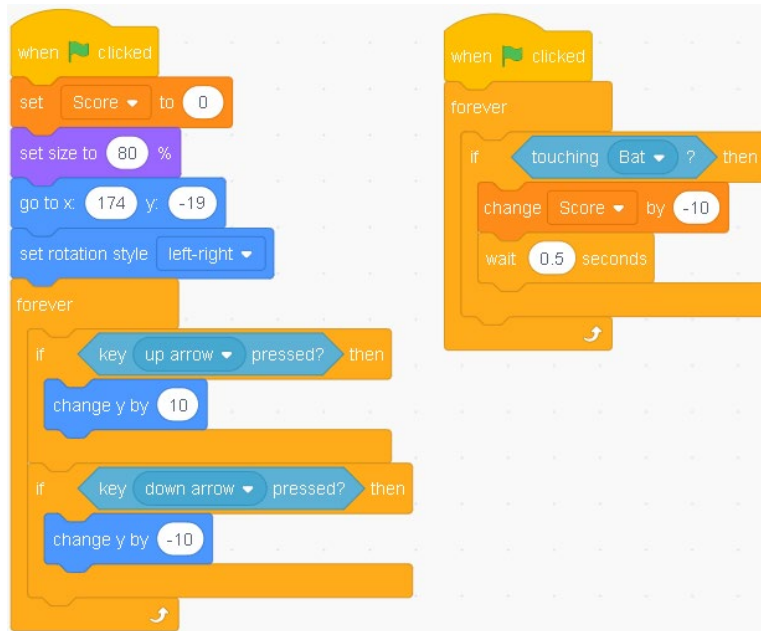 when clicked
set Score to 0
set size to 80 %
go to x: 174 y: -19
set rotation style left-right
forever
if key up arrow pressed? then
change y by 10
if key down arrow pressed? then
change y by -10
when clicked
forever
if touching Bat ? then
change Score by -10
wait 0.5 seconds